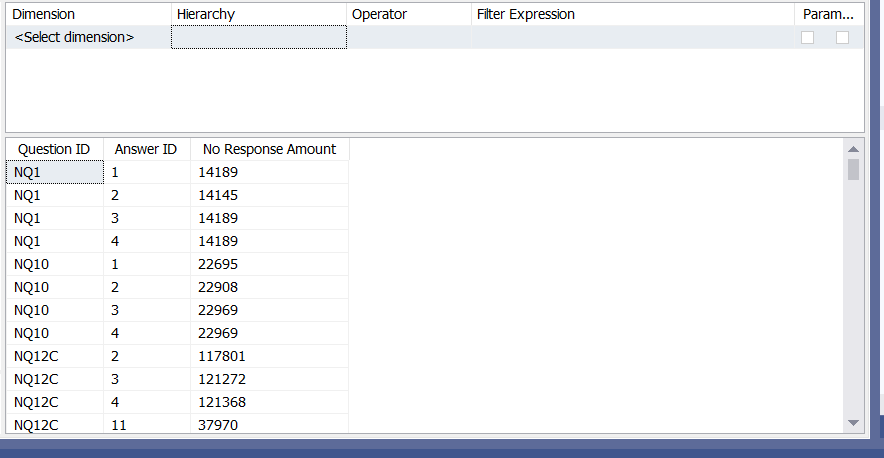 Dimension Hierarchy Operator Filter Expression Param...
<Select dimension>
Question ID Answer ID No Response Amount
NQ1 1 14189
NQ1 2 14145
NQ1 3 14189
NQ1 4 14189
NQ10 1 22695
NQ10 2 22908
NQ10 3 22969
NQ10 4 22969
NQ12C 2 117801
NQ12C 3 121272
NQ12C 4 121368
NQ12C 11 37970